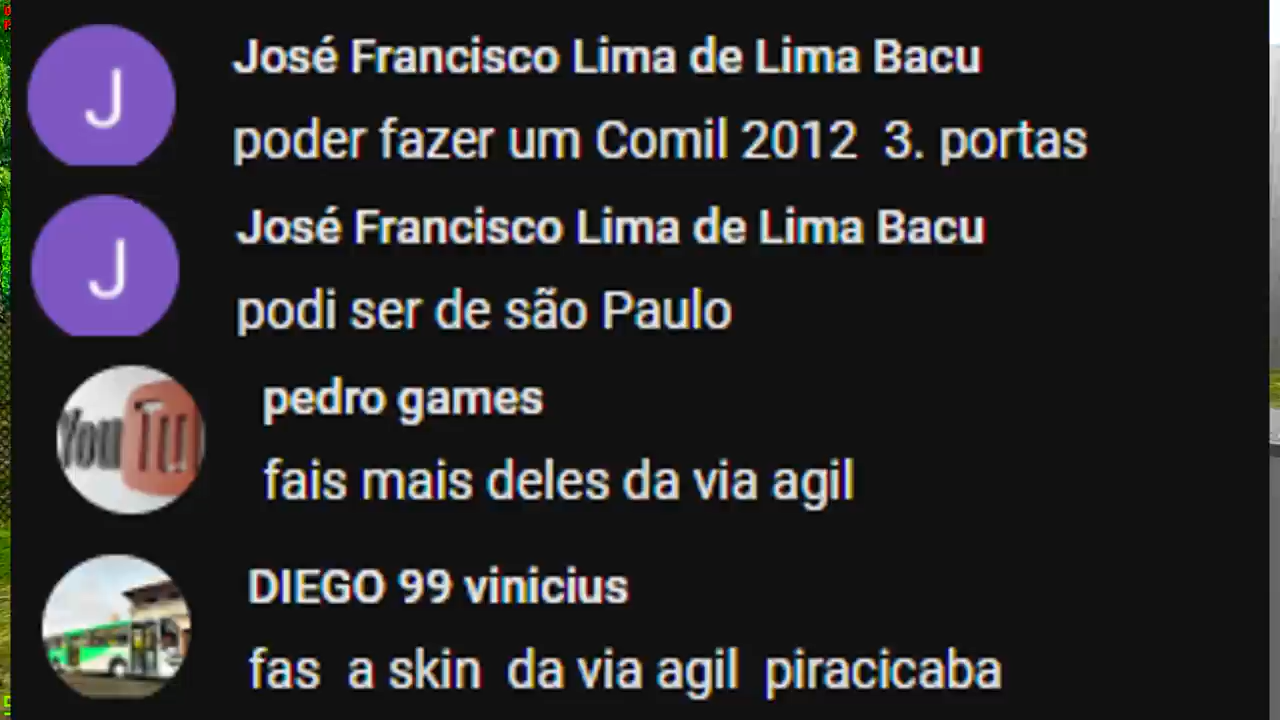 J
José Francisco Lima de Lima Bacu
poder fazer um Comil 2012  3. portas
J
José Francisco Lima de Lima Bacu
podi ser de são Paulo
You Tu
pedro games
fais mais deles da via agil
DIEGO 99 vinicius
fas  a skin  da via agil  piracicaba